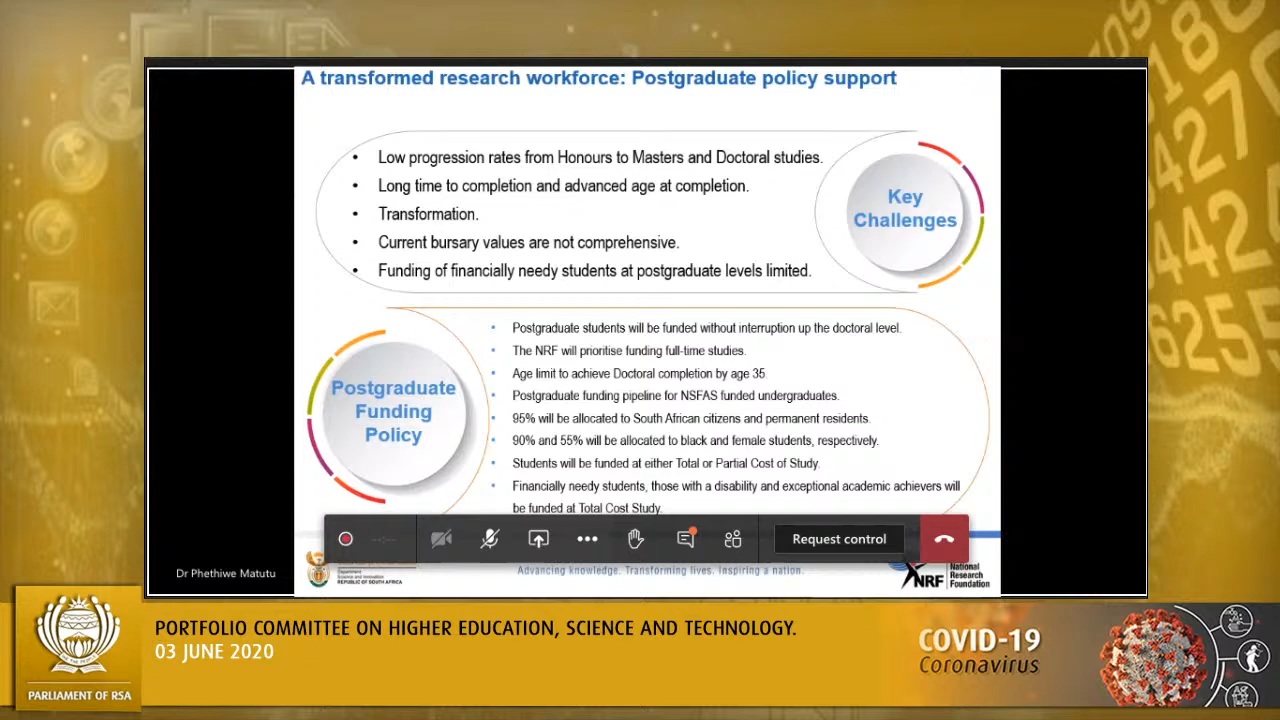 A transformed research workforce: Postgraduate policy support
• Low progression rates from Honours to Masters and Doctoral studies.
• Long time to completion and advanced age at completion.
• Transformation.
• Current bursary values are not comprehensive.
• Funding of financially needy students at postgraduate levels limited.
Key
Challenges
Postgraduate
Funding
Policy
• Postgraduate students will be funded without interruption up the doctoral level.
• The NRF will prioritise funding full-time studies.
• Age limit to achieve Doctoral completion by age 35
• Postgraduate funding pipeline for NSFAS funded undergraduates.
• 95% will be allocated to South African citizens and permanent residents.
• 90% and 55% will be allocated to black and female students, respectively.
• Students will be funded at either Total or Partial Cost of Study.
• Financially needy students, those with a disability and exceptional academic achievers will
be funded at Total Cost Study.
Request control
Dr Phethiwe Matutu
Department
Science and Innovation
REPUBLIC OF SOUTH AFRICA
Advancing knowledge. Transforming lives. Inspiring a nation.
NRF
National
Research
Foundation
PARLIAMENT OF RSA
PORTFOLIO COMMITTEE ON HIGHER EDUCATION, SCIENCE AND TECHNOLOGY.
03 JUNE 2020
COVID-19
Coronavirus